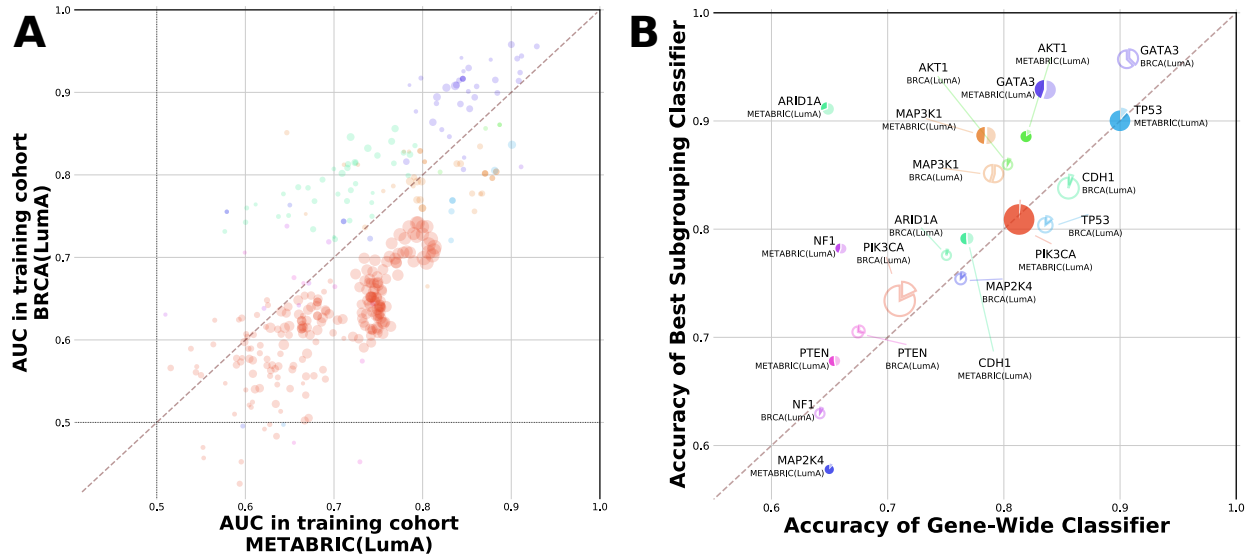 A
AUC in training cohort
BRCA(LumA)
1.0
0.9
0.8
0.7
0.6
0.5
0.5
0.6
0.7
0.8
0.9
1.0
AUC in training cohort
METABRIC(LumA)
B
Accuracy of Best Subgrouping Classifier
1.0
0.9
0.8
0.7
0.6
AKT1
METABRIC(LumA)
GATA3
BRCA(LumA)
AKT1
BRCA(LumA)
GATA3
METABRIC(LumA)
ARID1A
METABRIC(LumA)
MAP3K1
METABRIC(LumA)
TP53
METABRIC(LumA)
MAP3K1
BRCA(LumA)
CDH1
BRCA(LumA)
ARID1A
BRCA(LumA)
TP53
BRCA(LumA)
NF1
METABRIC(LumA)
PIK3CA
BRCA(LumA)
PIK3CA
METABRIC(LumA)
MAP2K4
BRCA(LumA)
PTEN
METABRIC(LumA)
PTEN
BRCA(LumA)
CDH1
METABRIC(LumA)
NF1
BRCA(LumA)
MAP2K4
METABRIC(LumA)
0.6
0.7
0.8
0.9
1.0
Accuracy of Gene-Wide Classifier